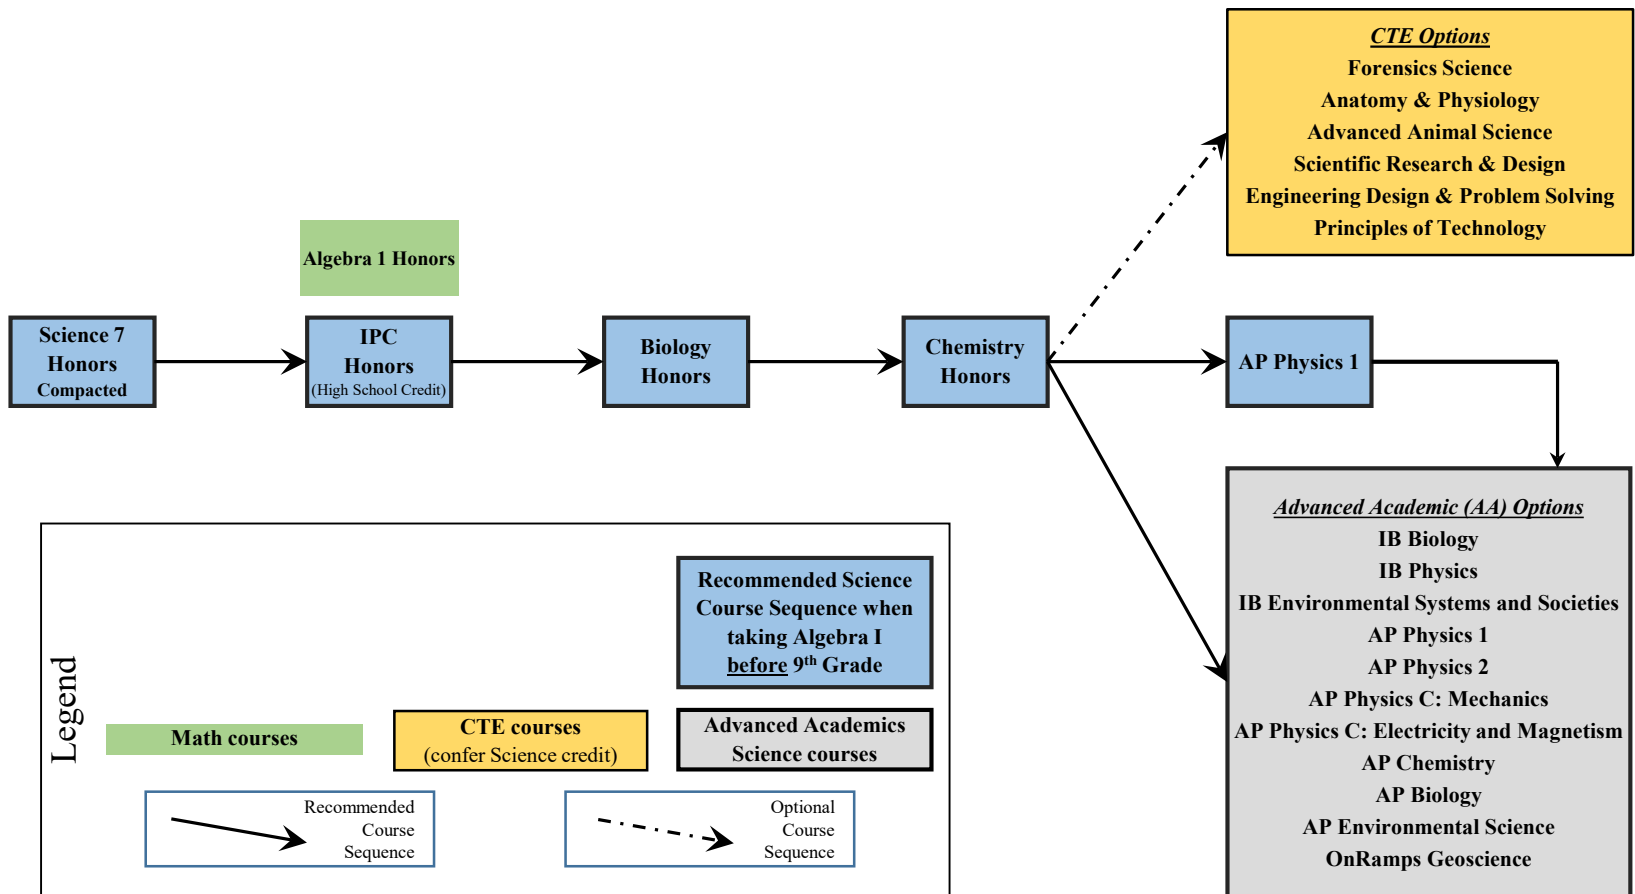 CTE Options
Forensics Science
Anatomy & Physiology
Advanced Animal Science
Scientific Research & Design
Engineering Design & Problem Solving
Principles of Technology
Algebra 1 Honors
Science 7
Honors
Compacted
IPC
Honors
(High School Credit)
Biology
Honors
Chemistry
Honors
AP Physics 1
Advanced Academic (AA) Options
IB Biology
IB Physics
IB Environmental Systems and Societies
AP Physics 1
AP Physics 2
AP Physics C: Mechanics
AP Physics C: Electricity and Magnetism
AP Chemistry
AP Biology
AP Environmental Science
OnRamps Geoscience
Legend
Recommended Science
Course Sequence when
taking Algebra I
before 9th Grade
Math courses
CTE courses
(confer Science credit)
Advanced Academics
Science courses
Recommended
Course
Sequence
Optional
Course
Sequence